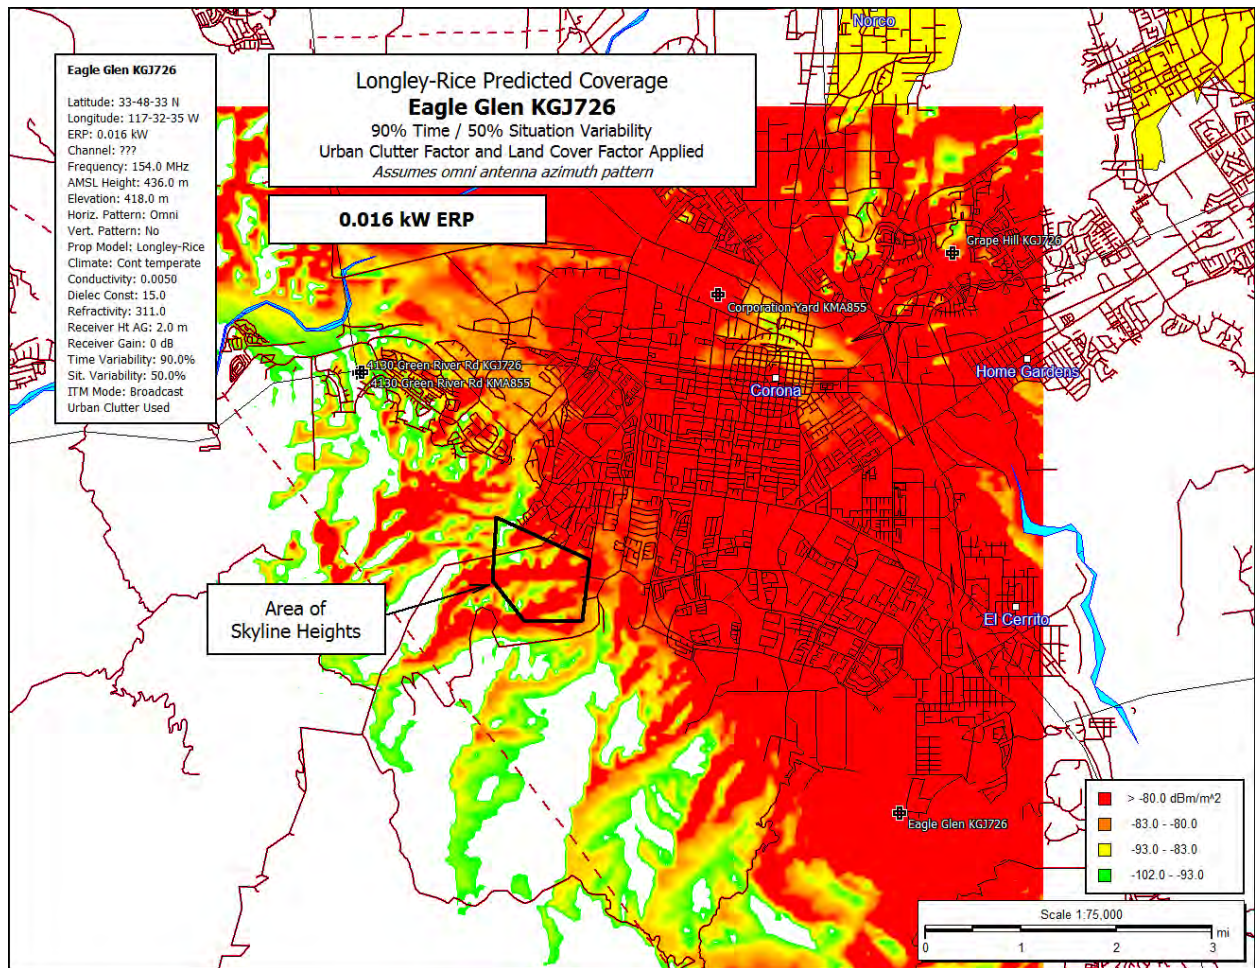 Norco
Eagle Glen KGJ726
Latitude: 33-48-33 N
Longitude: 117-32-35 W
ERP: 0.016 kW
Channel: ???
Frequency: 154.0 MHz
AMSL Height: 436.0 m
Elevation: 418.0 m
Horiz. Pattern: Omni
Vert. Pattern: No
Prop Model: Longley-Rice
Climate: Cont temperate
Conductivity: 0.0050
Dielec Const: 15.0
Refractivity: 311.0
Receiver Ht AG: 2.0 m
Receiver Gain: 0 dB
Time Variability: 90.0%
Sit. Variability: 50.0%
ITM Mode: Broadcast
Urban Clutter Used
Longley-Rice Predicted Coverage
Eagle Glen KGJ726
90% Time / 50% Situation Variability
Urban Clutter Factor and Land Cover Factor Applied
Assumes omni antenna azimuth pattern
0.016 kW ERP
Grape Hill KGJ726
Corporation Yard KMA855
4130 Green River Rd KGJ726
4130 Green River Rd KMA855
Home Gardens
Corona
Area of
Skyline Heights
El Cerrito
Eagle Glen KGJ726
> -80.0 dBm/m^2
-83.0 - -80.0
-93.0 - -83.0
-102.0 - -93.0
Scale 1:75,000
mi
0 1 2 3